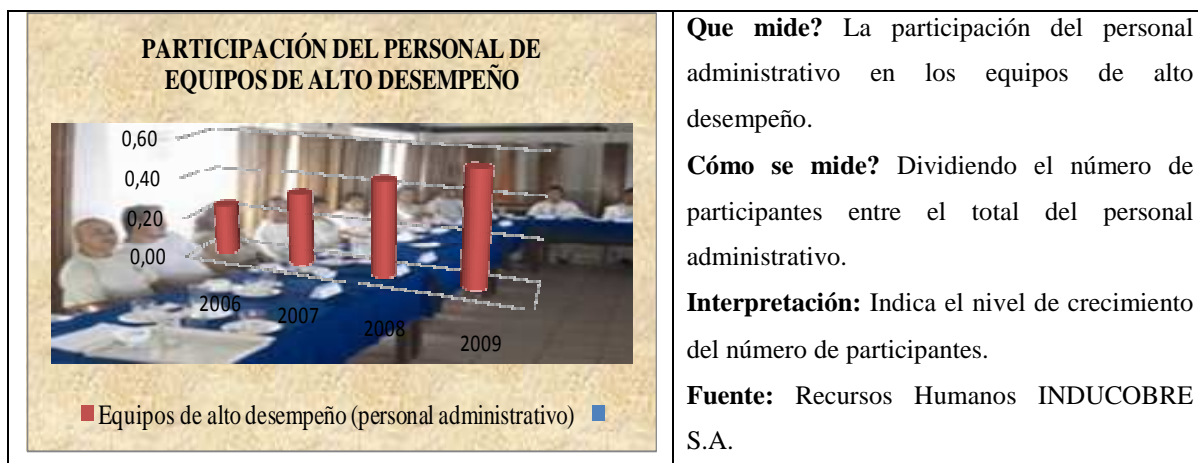 PARTICIPACIÓN DEL PERSONAL DE
EQUIPOS DE ALTO DESEMPEÑO
0,60
0,40
0,20
0,00
2006
2007
2008
2009
Equipos de alto desempeño (personal administrativo)
Que mide? La participación del personal
administrativo en los equipos de alto
desempeño.
Cómo se mide? Dividiendo el número de
participantes entre el total del personal
administrativo.
Interpretación: Indica el nivel de crecimiento
del número de participantes.
Fuente: Recursos Humanos INDUCOBRE
S.A.